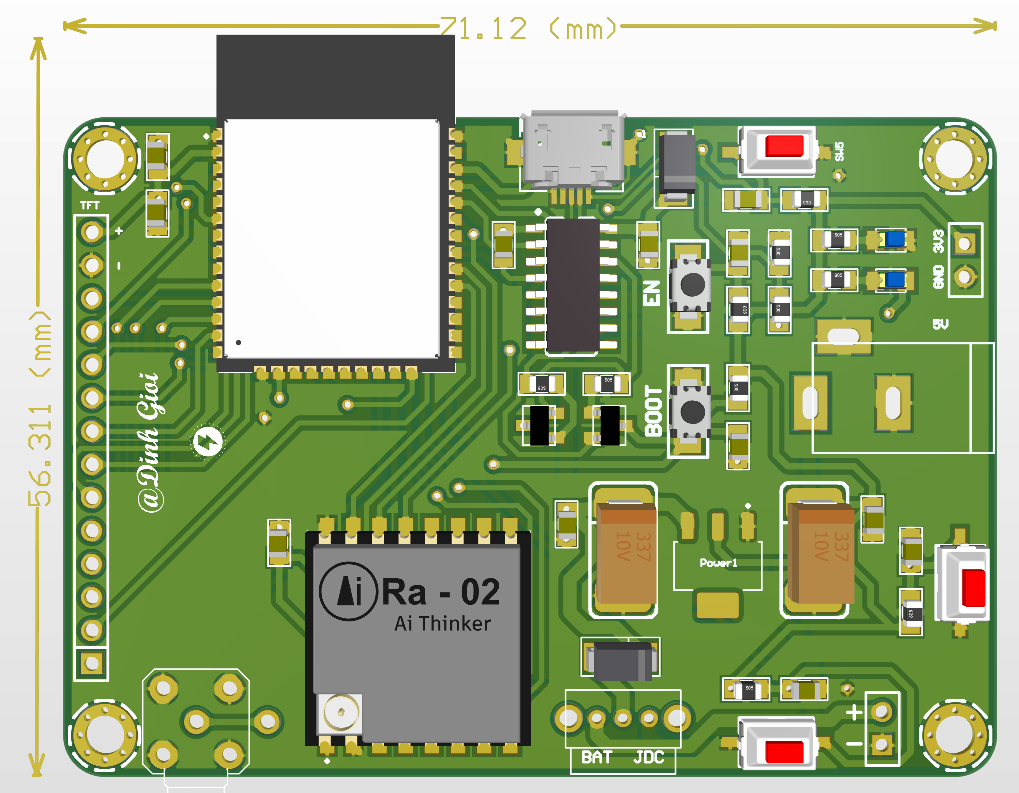 71.12 (mm)
56.311 (mm)
TFT
+
-
SW5
3V3
GND
5V
EN
BOOT
@Dinh Gioi
337
10V
337
10V
Power1
Ai Ra - 02
Ai Thinker
+
-
BAT JDC